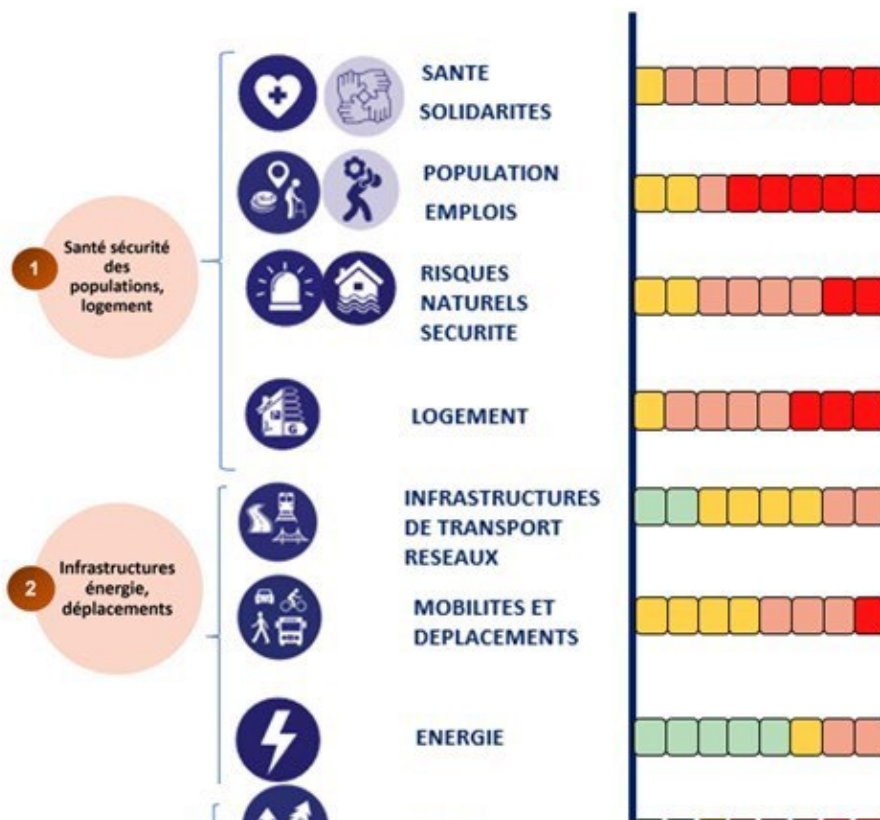 SANTE
SOLIDARITES
POPULATION
EMPLOIS
1
Santé sécurité
des
populations,
logement
RISQUES
NATURELS
SECURITE
LOGEMENT
G
INFRASTRUCTURES
DE TRANSPORT
RESEAUX
2
Infrastructures
énergie,
déplacements
MOBILITES ET
DEPLACEMENTS
ENERGIE